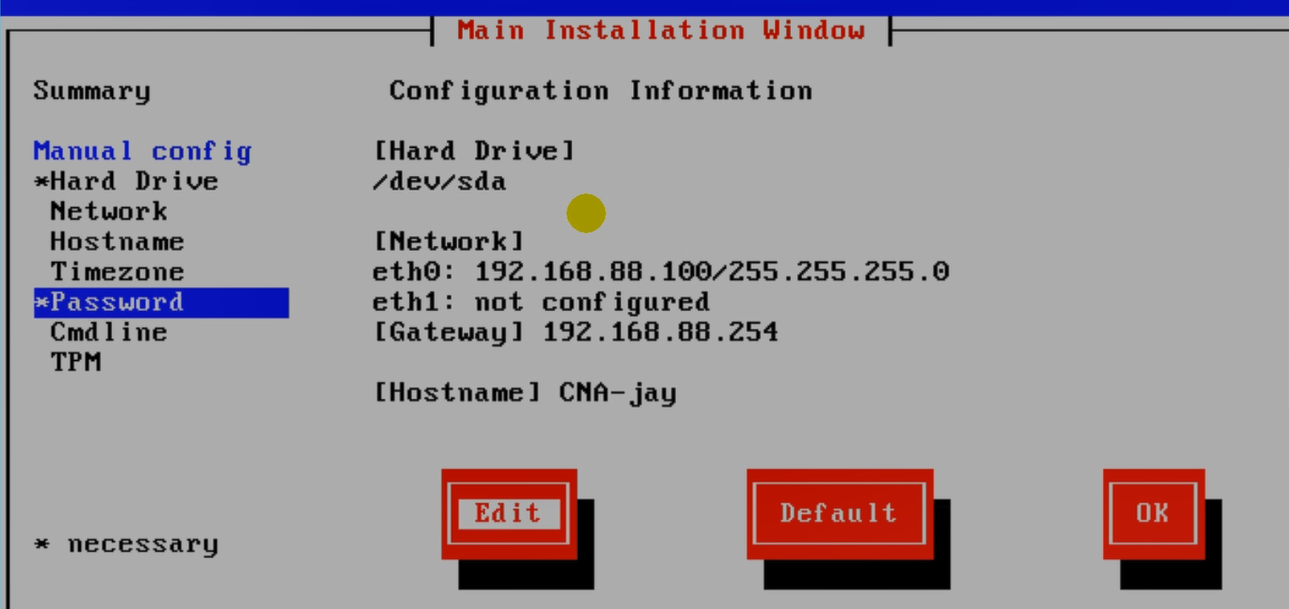 Main Installation Window
Summary
Configuration Information
Manual config
[Hard Drive]
*Hard Drive
/dev/sda
Network
Hostname
[Network]
Timezone
eth0: 192.168.88.100/255.255.255.0
*Password
eth1: not configured
Cmdline
[Gateway] 192.168.88.254
TPM
[Hostname] CNA-jay
Edit
Default
OK
* necessary